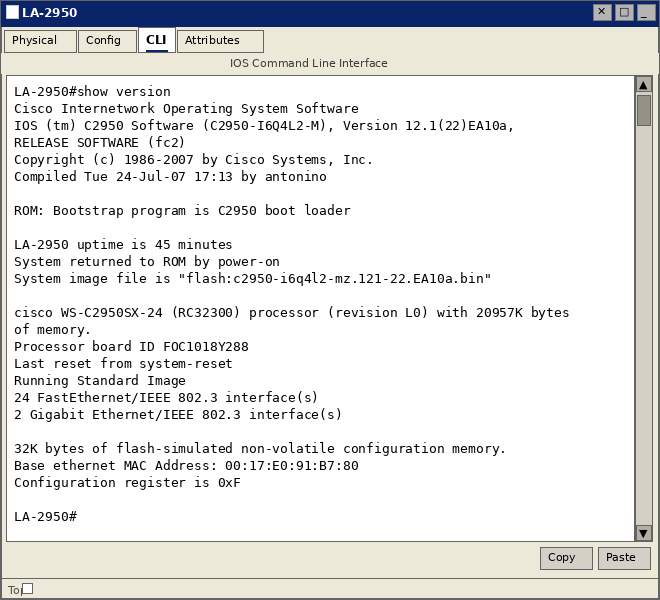 LA-2950
Physical Config CLI Attributes
IOS Command Line Interface
LA-2950#show version
Cisco Internetwork Operating System Software
IOS (tm) C2950 Software (C2950-I6Q4L2-M), Version 12.1(22)EA10a,
RELEASE SOFTWARE (fc2)
Copyright (c) 1986-2007 by Cisco Systems, Inc.
Compiled Tue 24-Jul-07 17:13 by antonino
ROM: Bootstrap program is C2950 boot loader
LA-2950 uptime is 45 minutes
System returned to ROM by power-on
System image file is "flash:c2950-i6q4l2-mz.121-22.EA10a.bin"
cisco WS-C2950SX-24 (RC32300) processor (revision L0) with 20957K bytes
of memory.
Processor board ID FOC1018Y288
Last reset from system-reset
Running Standard Image
24 FastEthernet/IEEE 802.3 interface(s)
2 Gigabit Ethernet/IEEE 802.3 interface(s)
32K bytes of flash-simulated non-volatile configuration memory.
Base ethernet MAC Address: 00:17:E0:91:B7:80
Configuration register is 0xF
LA-2950#
Copy Paste
Top